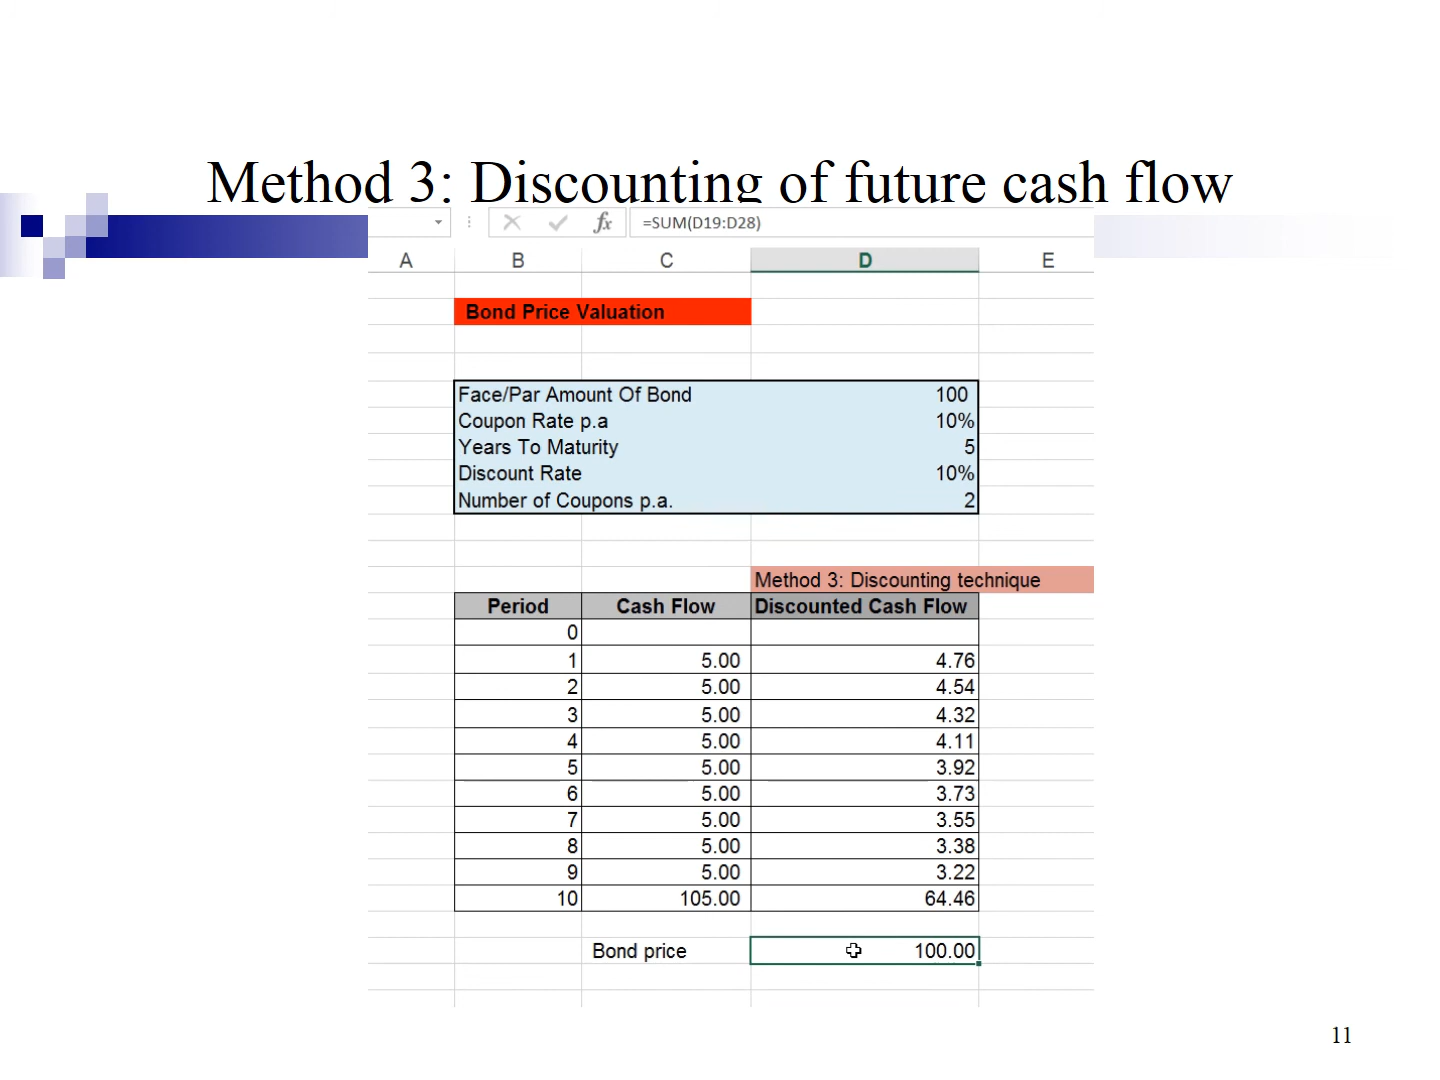 Method 3: Discounting of future cash flow
fx =SUM(D19:D28)
A B C D E
Bond Price Valuation
Face/Par Amount Of Bond 100
Coupon Rate p.a 10%
Years To Maturity 5
Discount Rate 10%
Number of Coupons p.a. 2
Method 3: Discounting technique
Period Cash Flow Discounted Cash Flow
0
1 5.00 4.76
2 5.00 4.54
3 5.00 4.32
4 5.00 4.11
5 5.00 3.92
6 5.00 3.73
7 5.00 3.55
8 5.00 3.38
9 5.00 3.22
10 105.00 64.46
Bond price 100.00
11